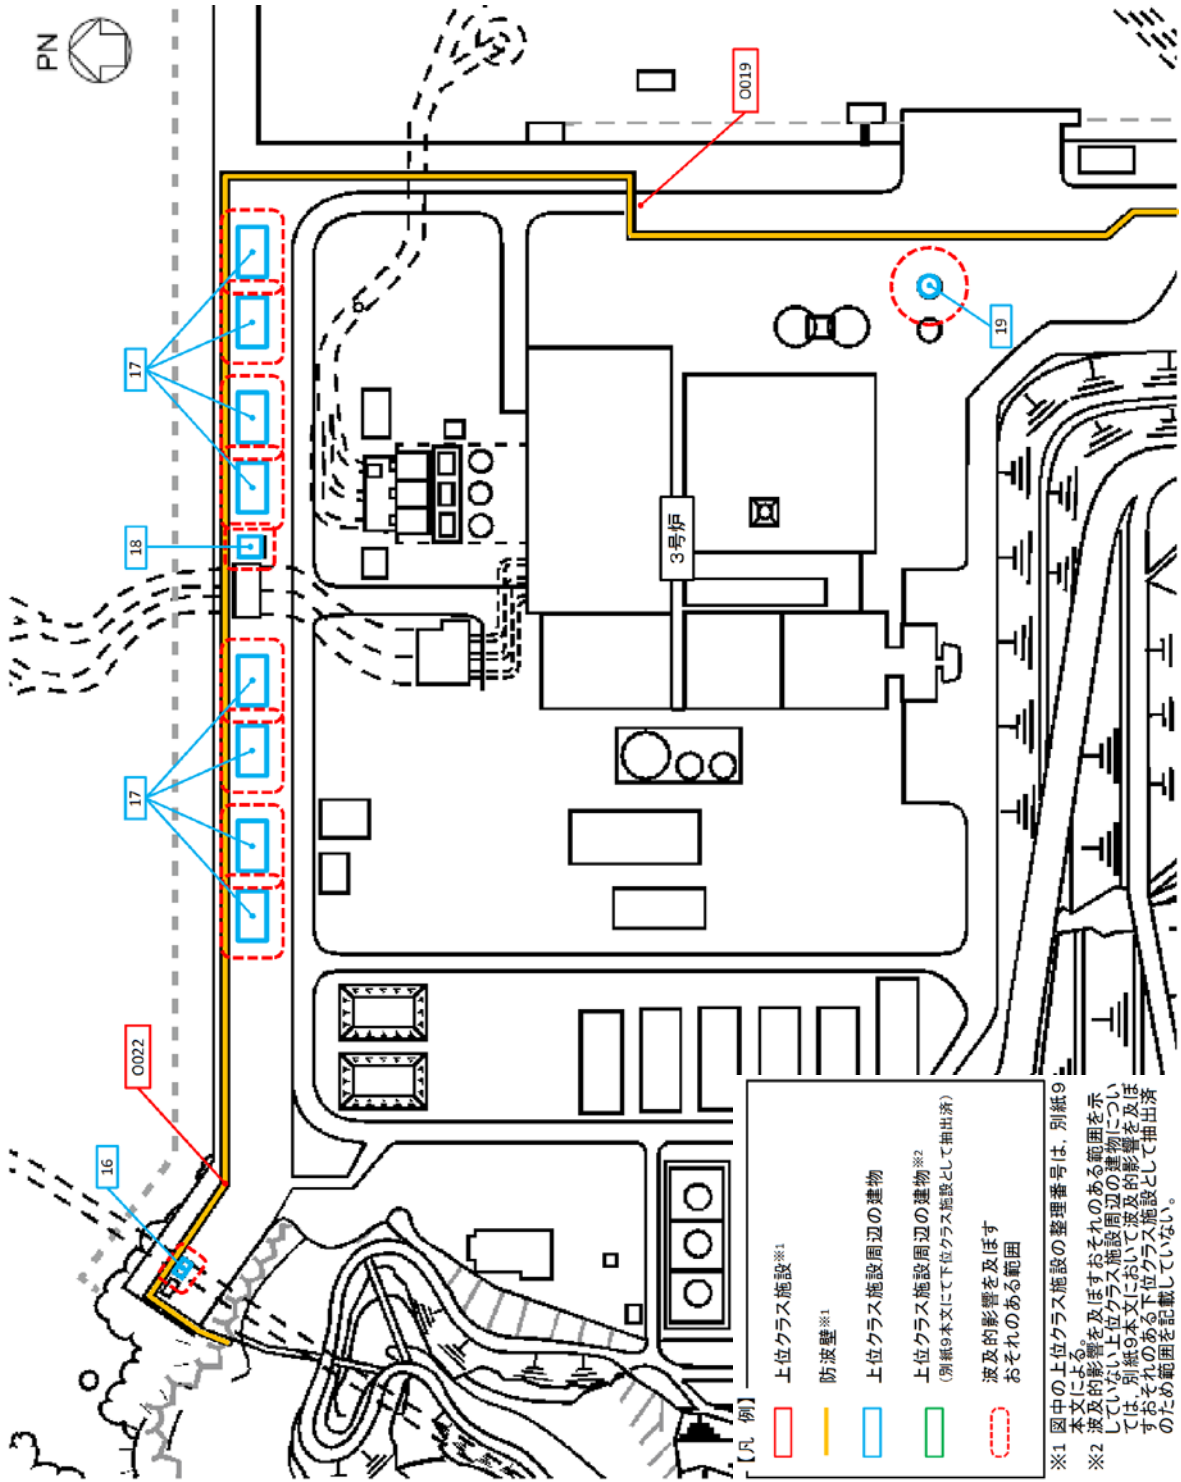 PN
O019
17
19
18
3号炉
17
O022
16
【凡 例】
上位クラス施設※1
防波壁※1
上位クラス施設周辺の建物
上位クラス施設周辺の建物※2
(別紙9本文にて下位クラス施設として抽出済)
波及的影響を及ぼす
おそれのある範囲
※1 図中の上位クラス施設の整理番号は，別紙９
本文による。
※2 波及的影響を及ぼすおそれのある範囲を示
していない上位クラス施設周辺の建物につい
ては，別紙9本文において波及的影響を及ぼ
すおそれのある下位クラス施設として抽出済
のため範囲を記載していない。